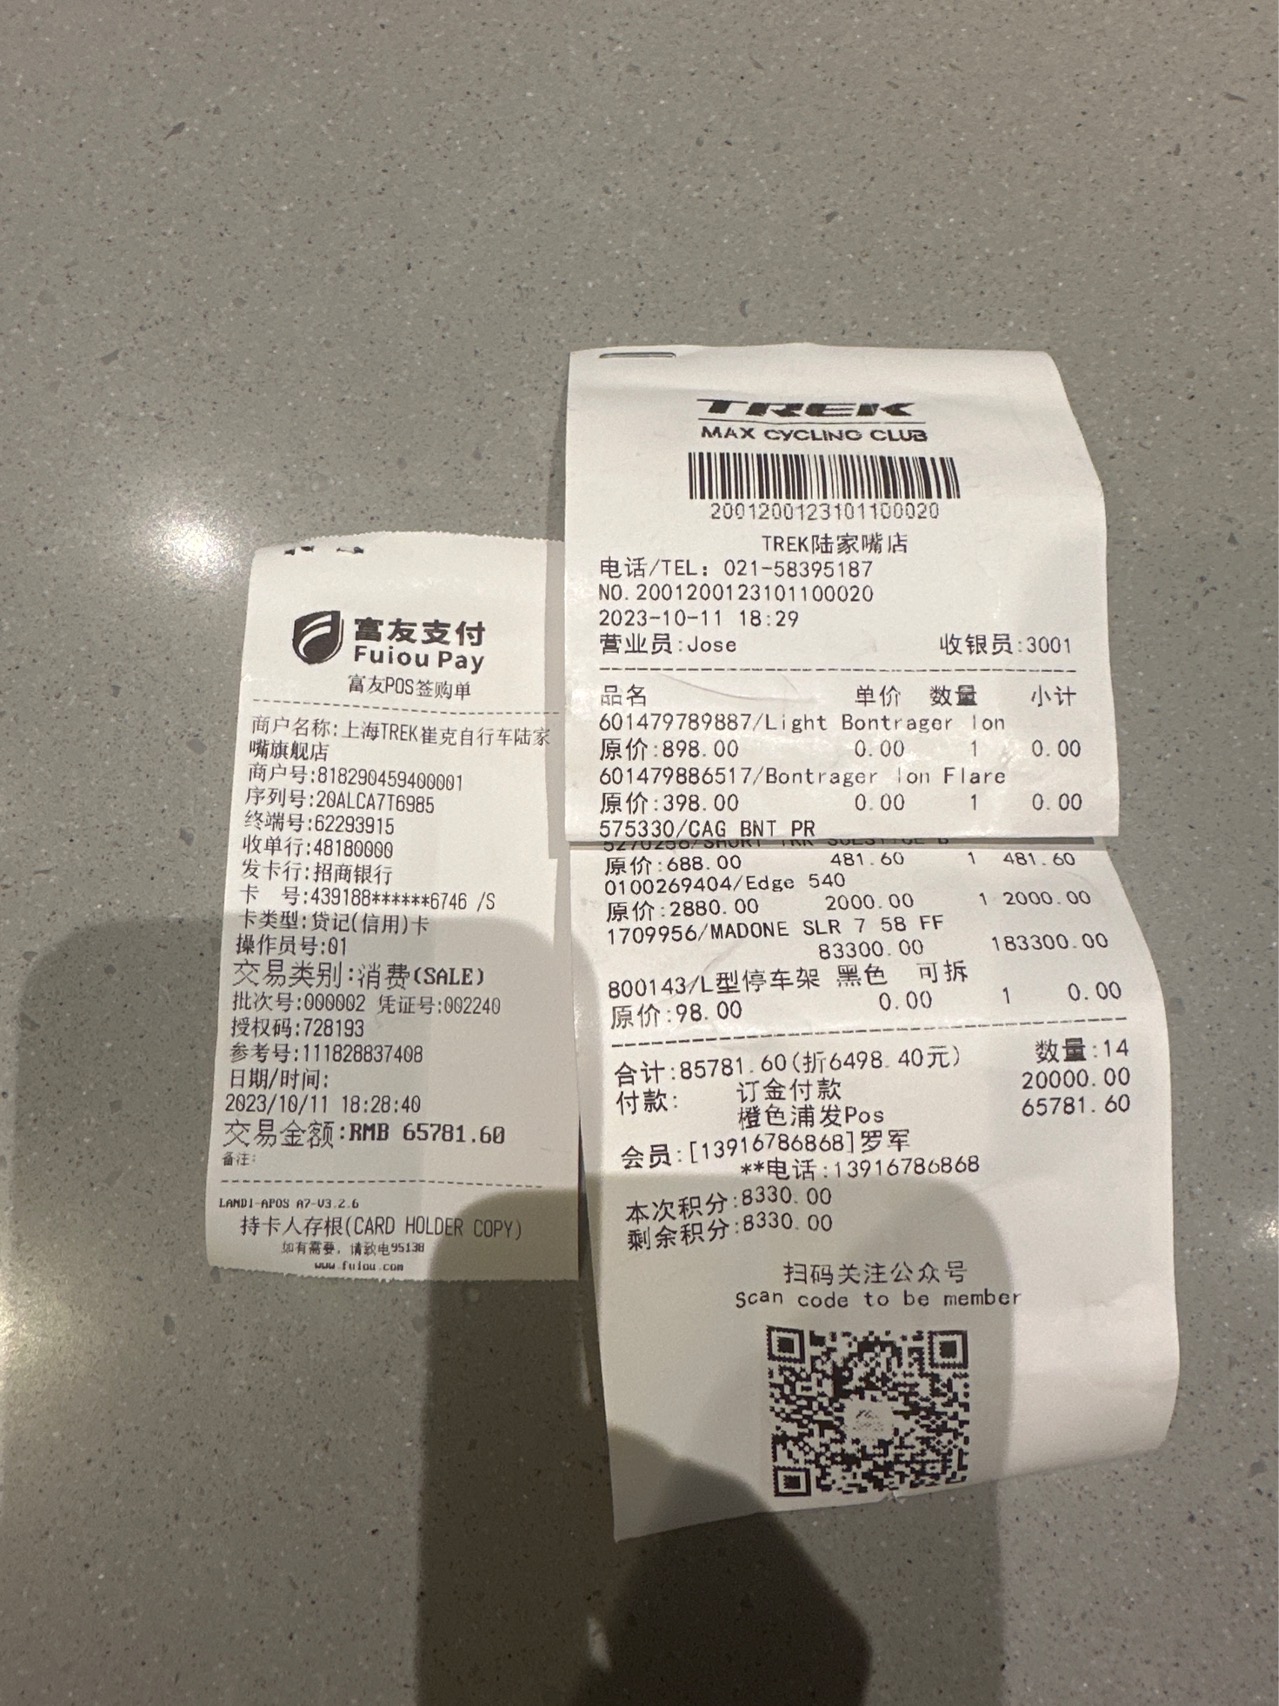 富友支付
Fuiou Pay
富友POS签购单
商户名称:上海TREK崔克自行车陆家
嘴旗舰店
商户号:818290459400001
序列号:20ALCA7T6985
终端号:62293915
收单行:48180000
发卡行:招商银行
卡 号:439188******6746 /S
卡类型:贷记(信用)卡
操作员号:01
交易类别:消费(SALE)
批次号:000002 凭证号:002240
授权码:728193
参考号:111828837408
日期/时间:
2023/10/11 18:28:40
交易金额:RMB 65781.60
备注:
LANDI-APOS A7-V3.2.6
持卡人存根(CARD HOLDER COPY)
如有需要，请致电95138
www.fuiou.com
TREK
MAX CYCLING CLUB
2001200123101100020
TREK陆家嘴店
电话/TEL: 021-58395187
NO.2001200123101100020
2023-10-11 18:29
营业员:Jose 收银员:3001
品名 单价 数量 小计
601479789887/Light Bontrager Ion
原价:898.00 0.00 1 0.00
601479886517/Bontrager Ion Flare
原价:398.00 0.00 1 0.00
575330/CAG BNT PR
原价:688.00 481.60 1 481.60
0100269404/Edge 540
原价:2880.00 2000.00 1 2000.00
1709956/MADONE SLR 7 58 FF
83300.00 183300.00
800143/L型停车架 黑色 可拆
原价:98.00 0.00 1 0.00
合计:85781.60(折6498.40元) 数量:14
付款: 订金付款 20000.00
橙色浦发Pos 65781.60
会员:[13916786868]罗军
**电话:13916786868
本次积分:8330.00
剩余积分:8330.00
扫码关注公众号
Scan code to be member